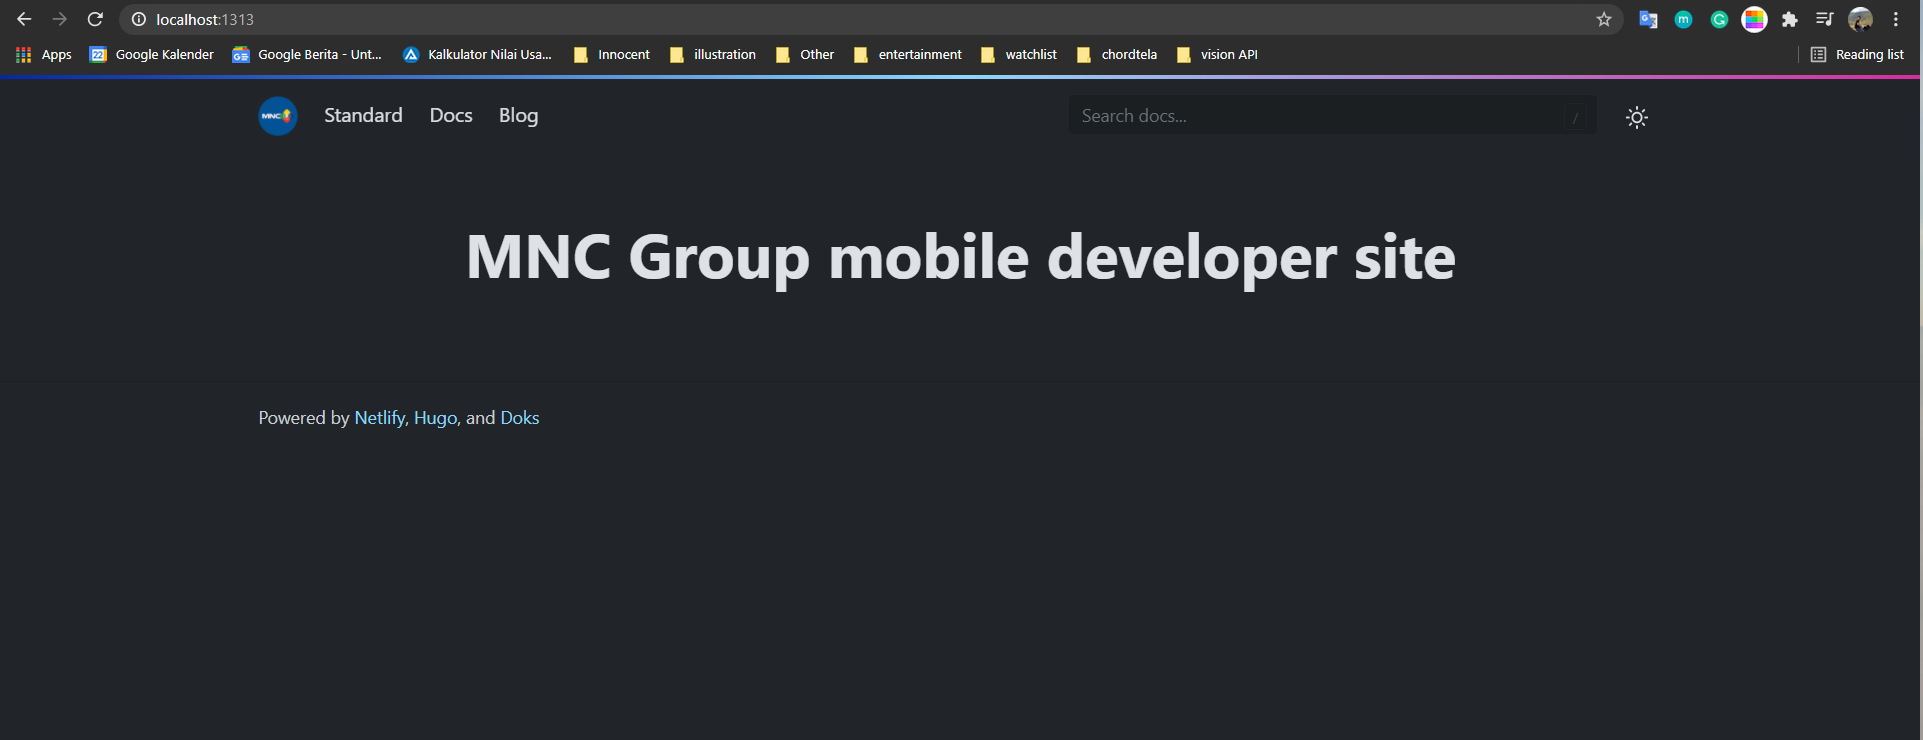 localhost:1313
Apps 22 Google Kalender Google Berita - Unt... Kalkulator Nilai Usa... Innocent illustration Other entertainment watchlist chordtela vision API Reading list
MNC Standard Docs Blog Search docs... /
MNC Group mobile developer site
Powered by Netlify, Hugo, and Doks